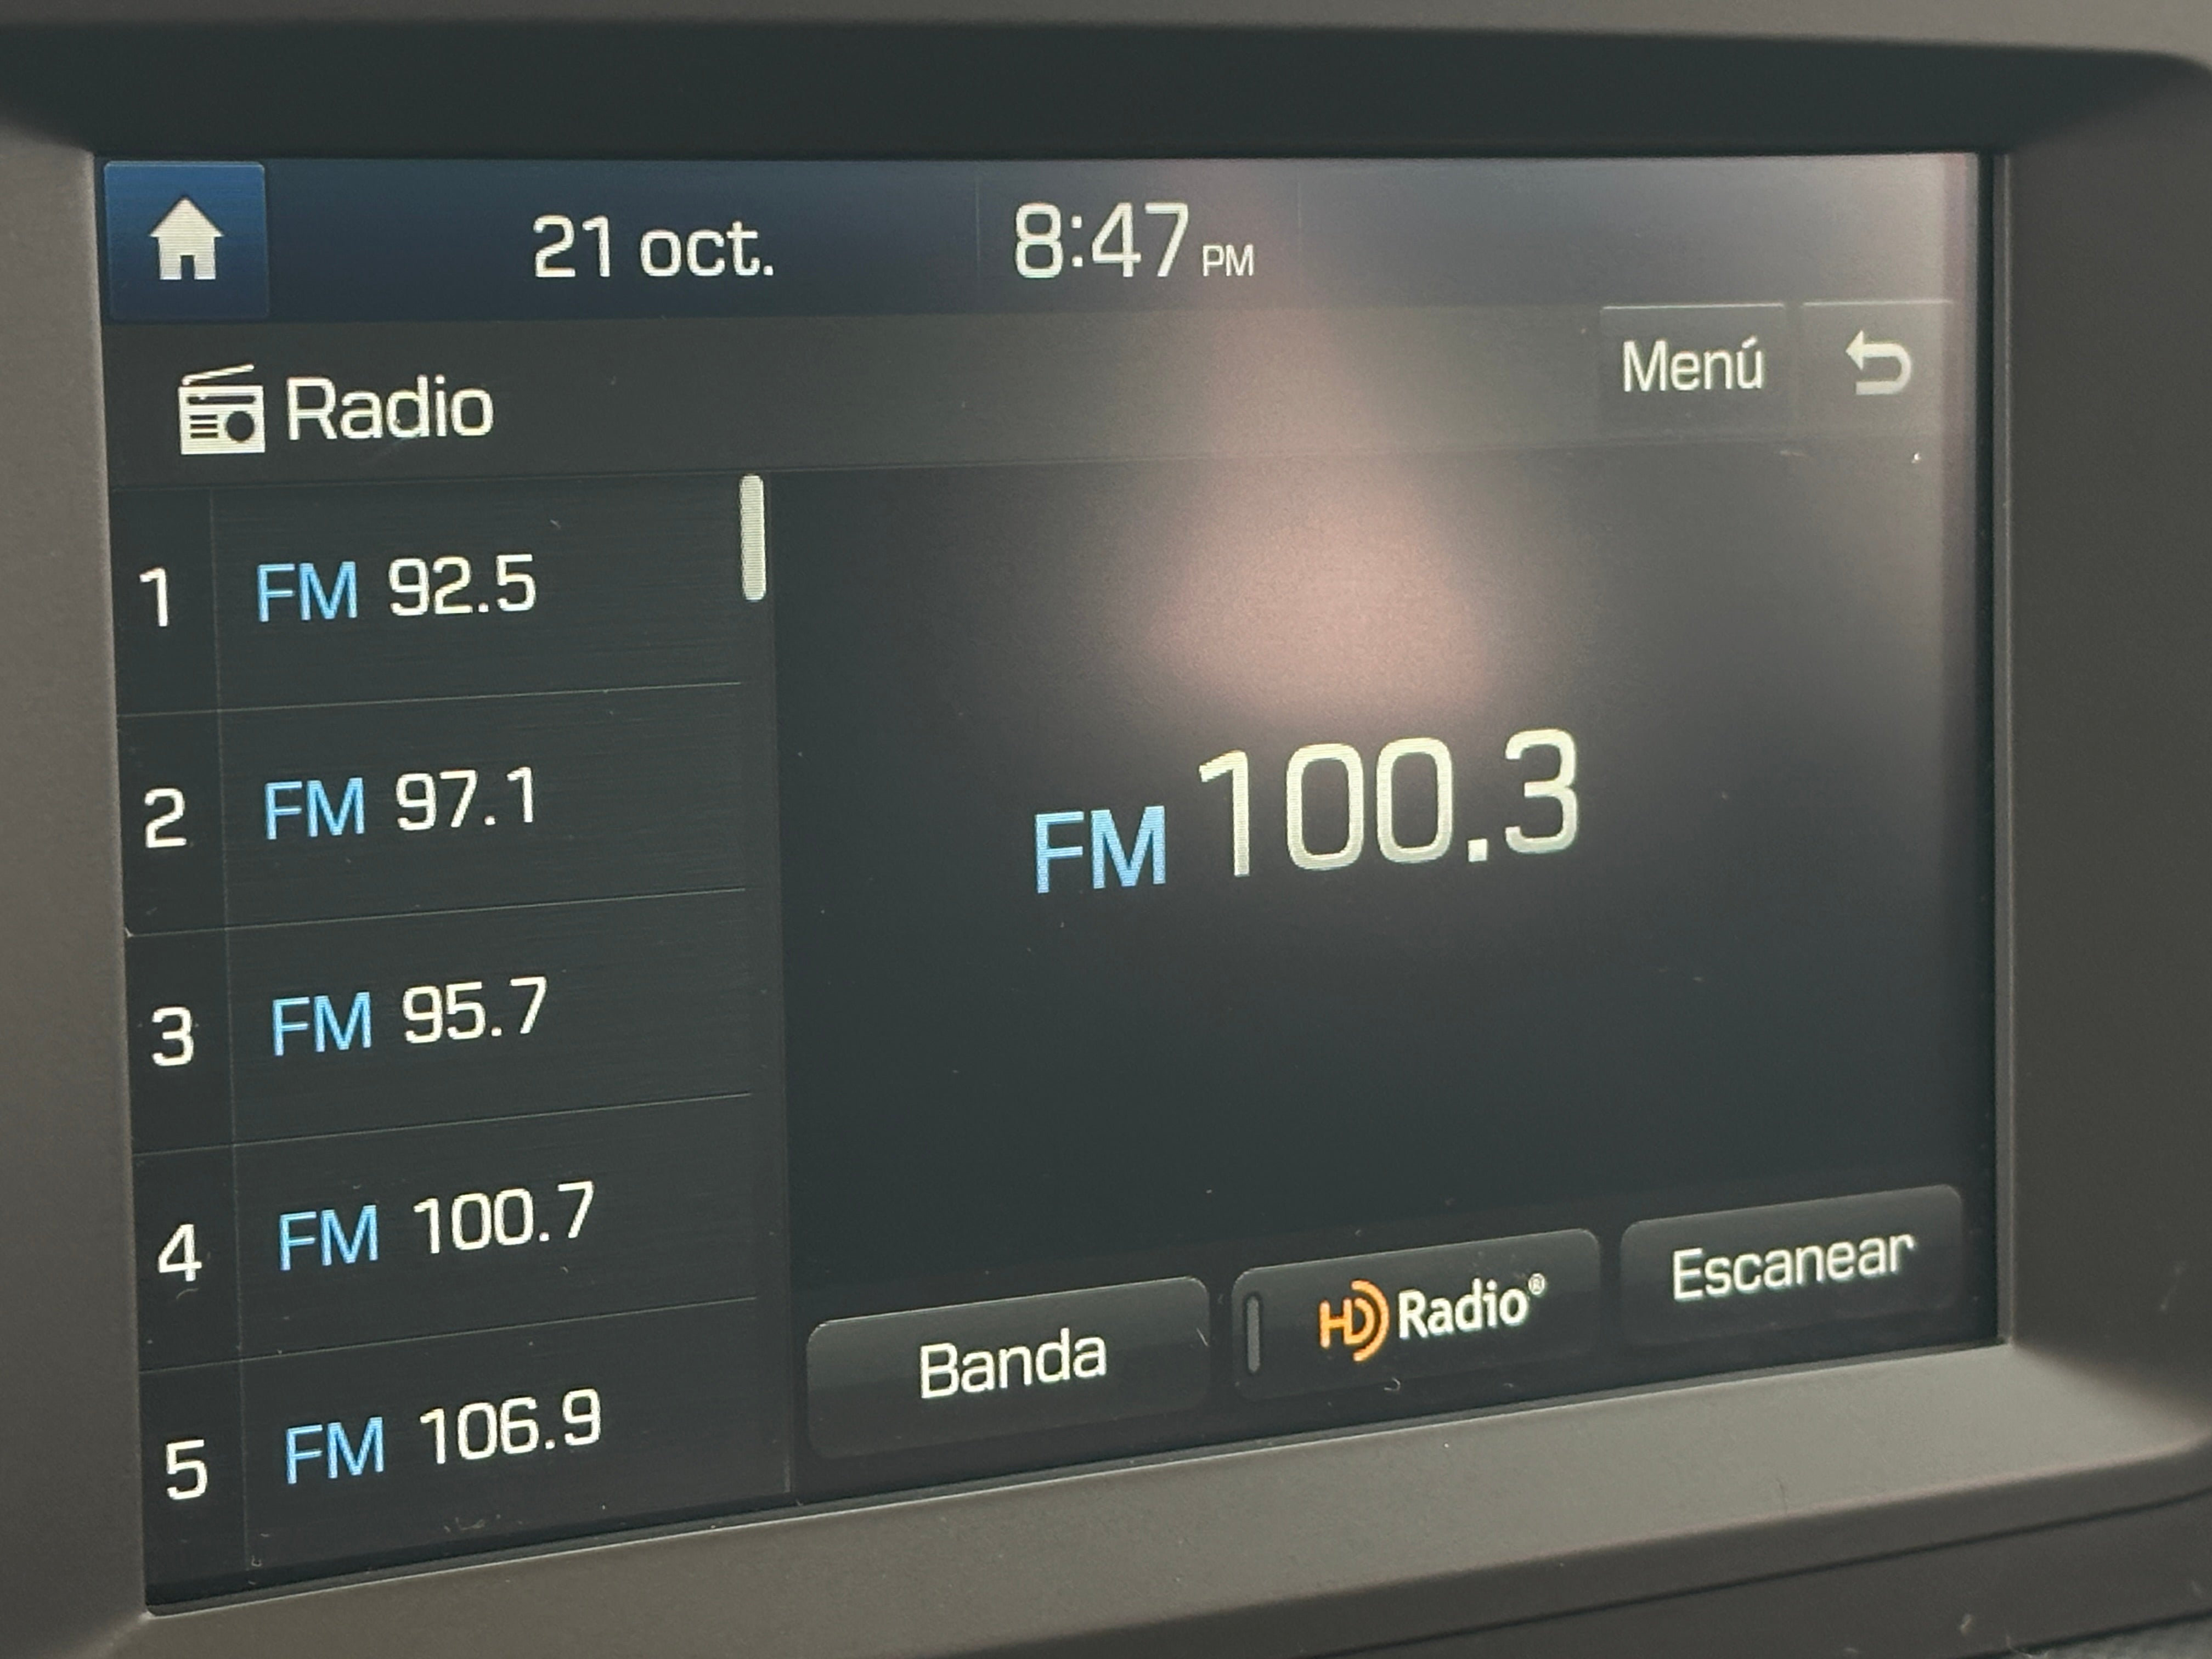 21 oct. 8:47 PM
Radio Menú
1 FM 92.5
2 FM 97.1
3 FM 95.7
4 FM 100.7
5 FM 106.9
FM 100.3
Banda HD Radio® Escanear